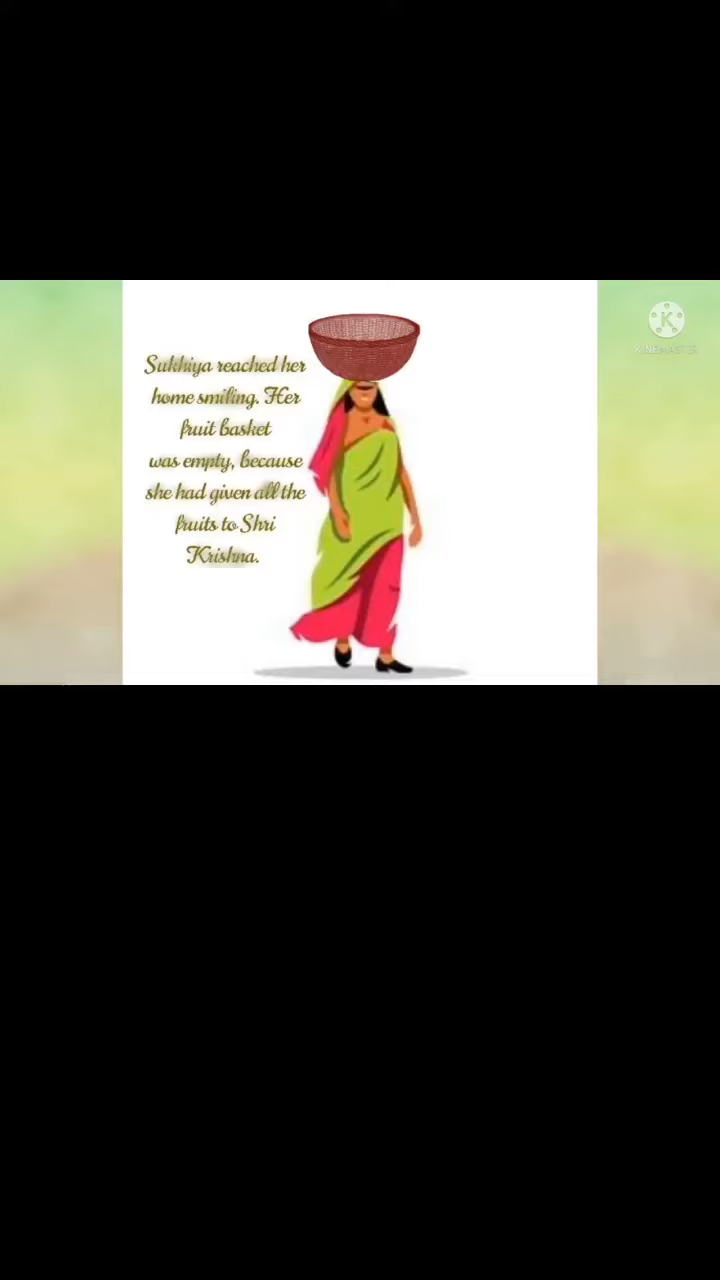 Sukhiya reached her
home smiling. Her
fruit basket
was empty, because
she had given all the
fruits to Shri
Krishna.
K
KINEMASTER